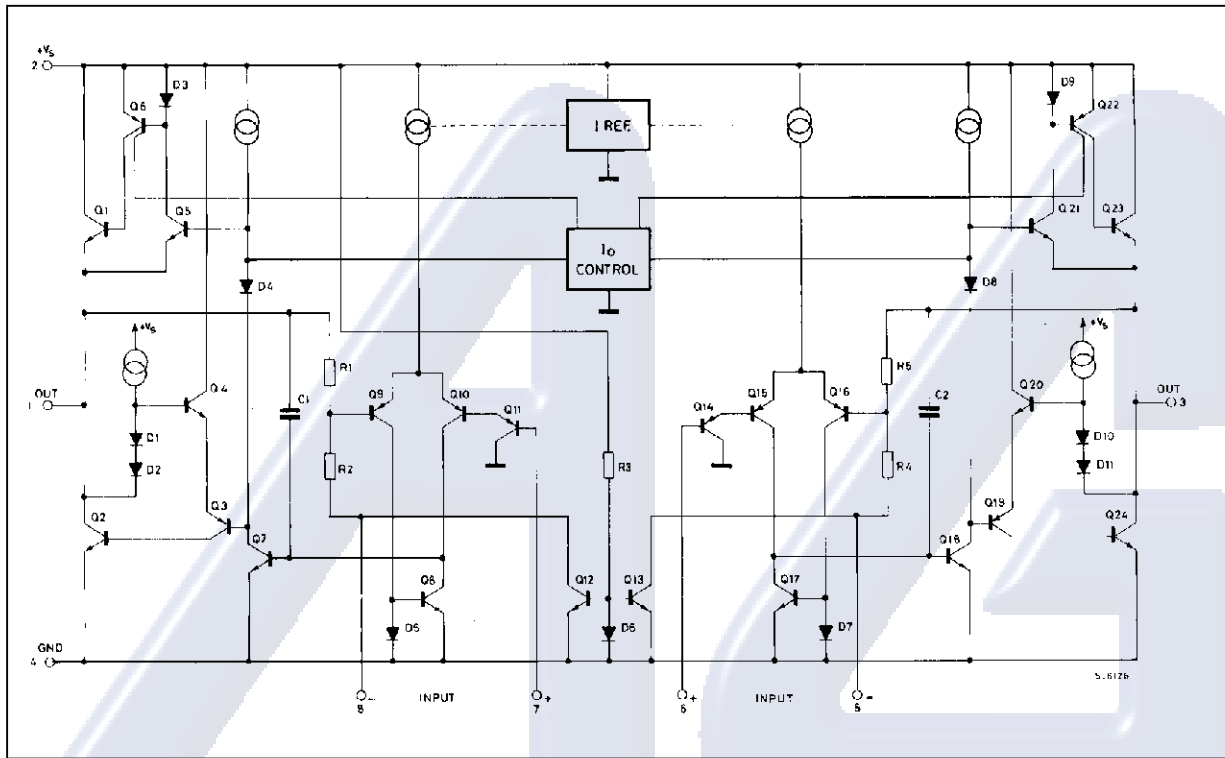 +Vs
2
D3
Q6
I REF
D9
Q22
Q1
Q5
Q21
Q23
Io
CONTROL
D4
D8
+Vs
+Vs
R1
R5
OUT
1
Q4
C1
Q9
Q10
Q11
Q14
Q15
Q16
C2
Q20
OUT
3
D1
D2
R2
R3
R4
D10
D11
Q2
Q3
Q7
Q19
Q18
Q24
Q8
Q12
Q13
Q17
D5
D6
D7
GND
4
S-6126
8
-
INPUT
+
7
6
+
INPUT
-
5